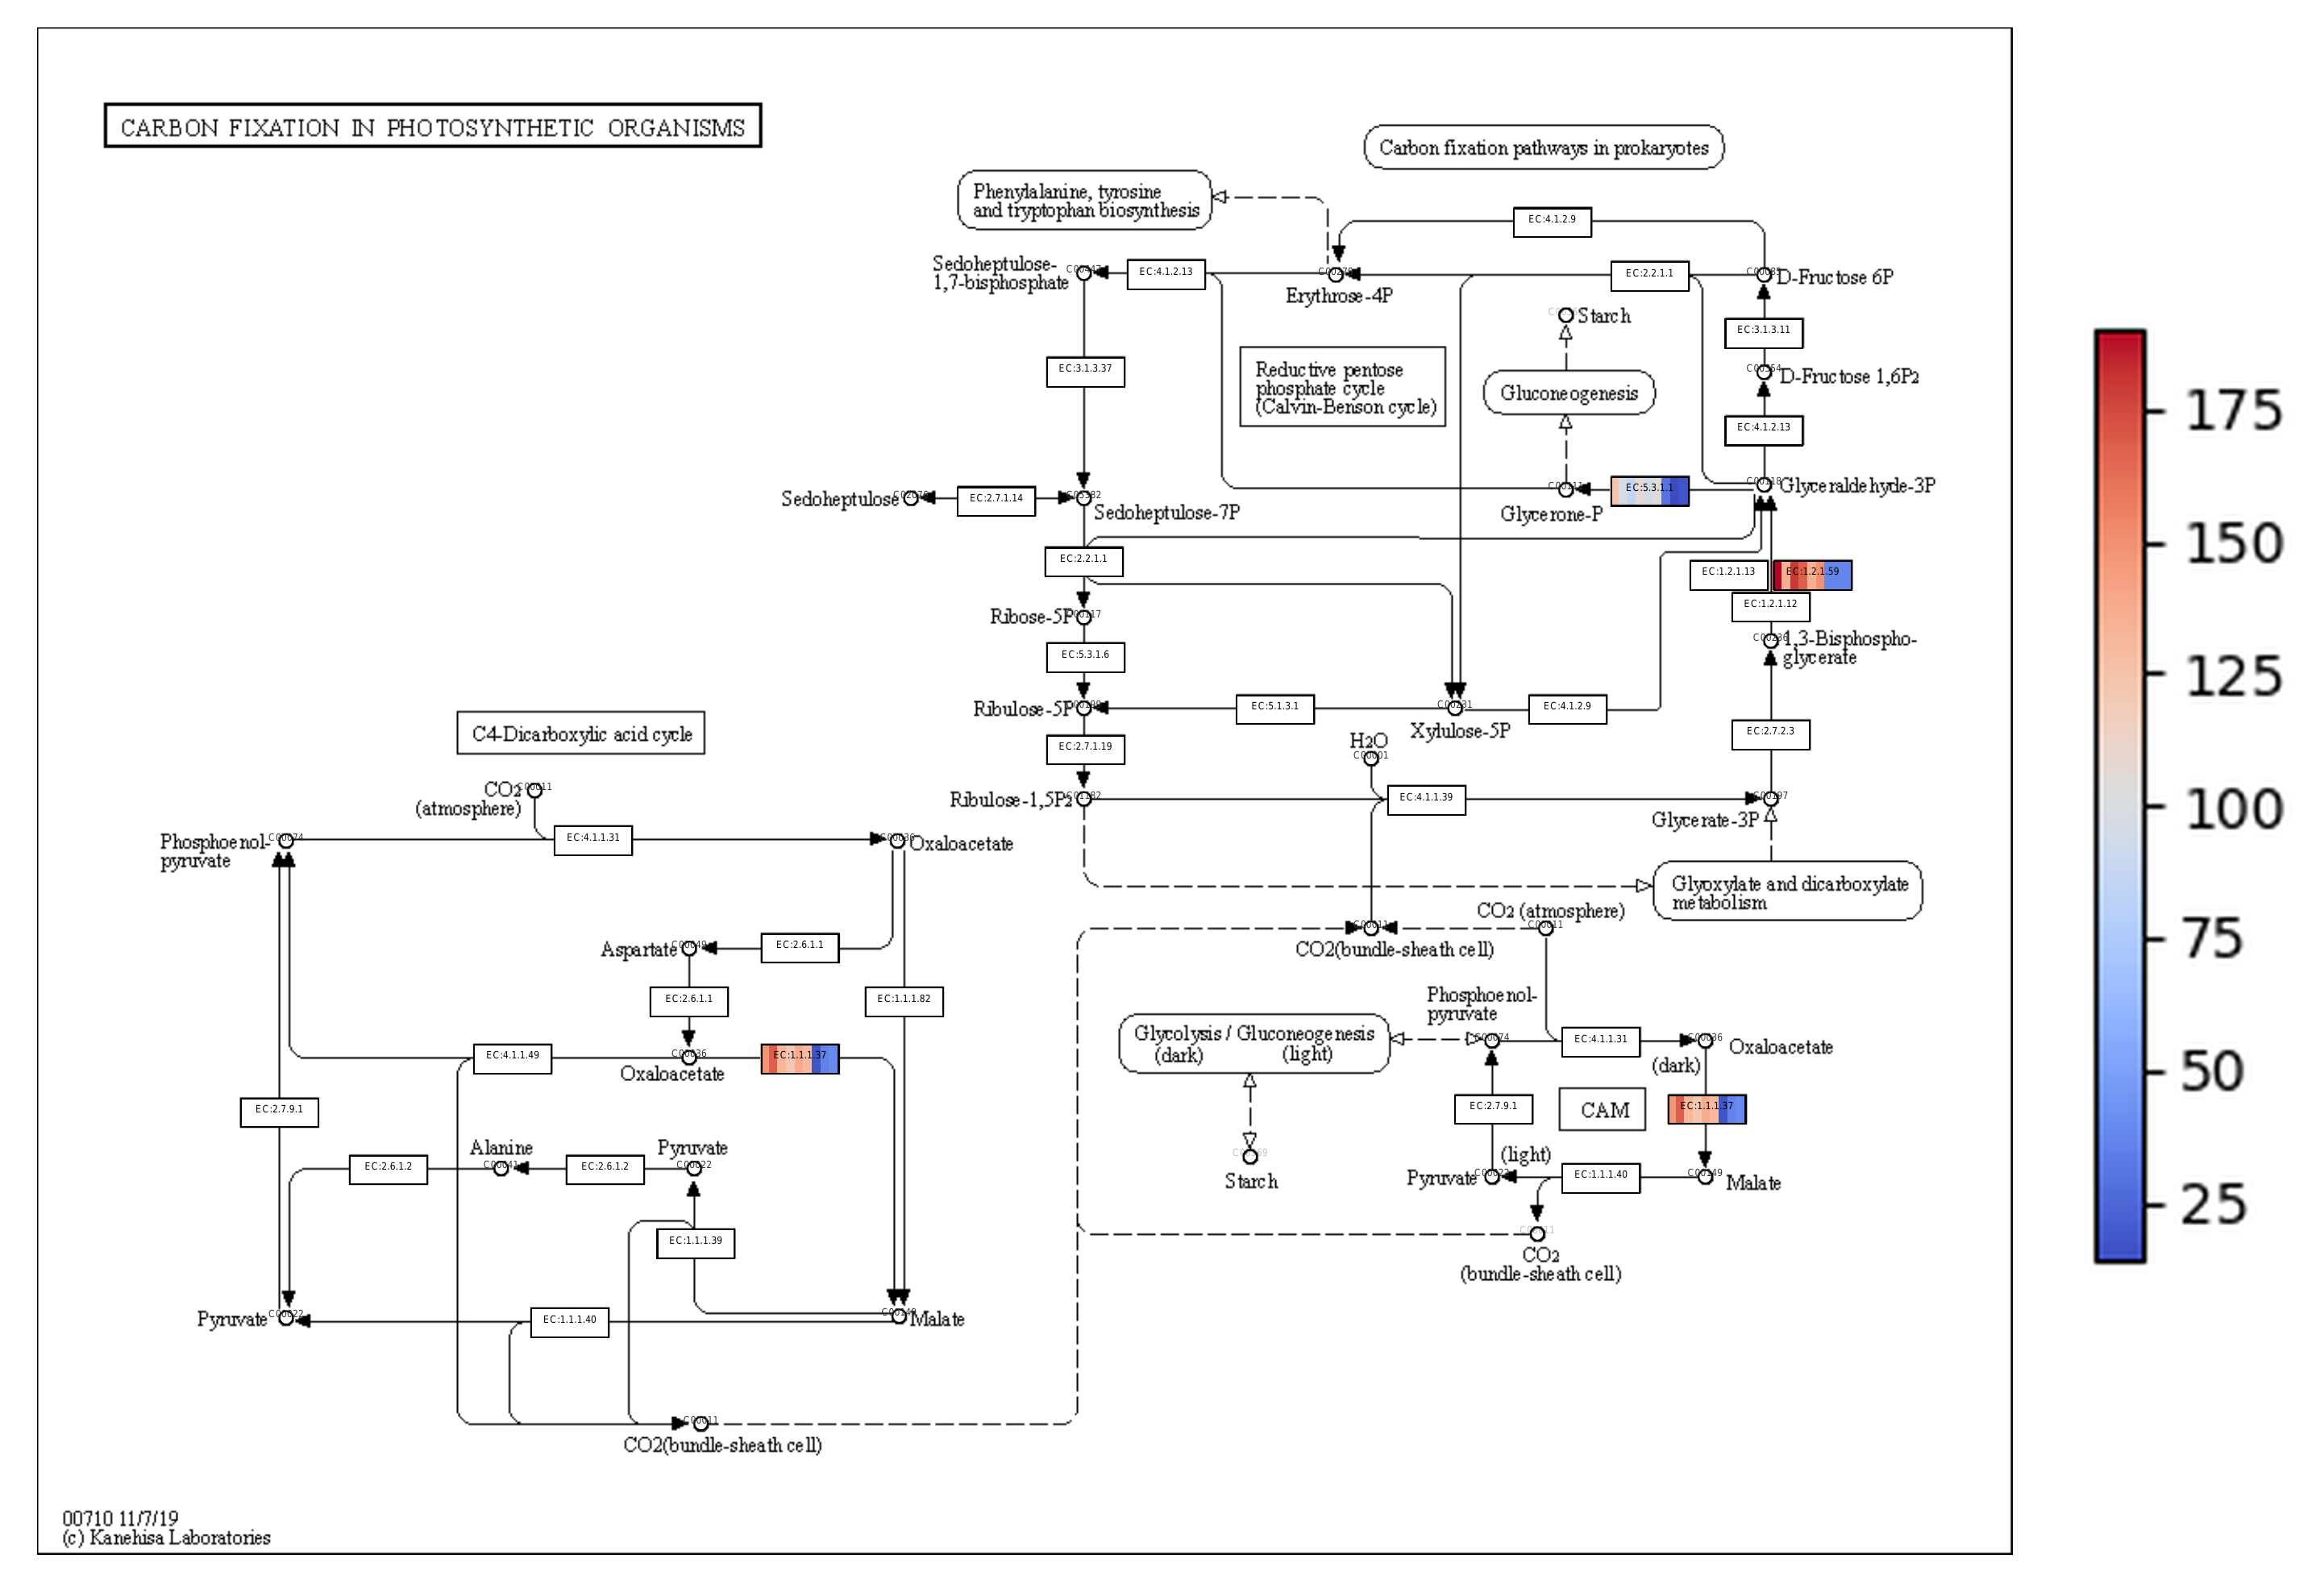 CARBON FIXATION IN PHOTOSYNTHETIC ORGANISMS
Carbon fixation pathways in prokaryotes
Phenylalanine, tyrosine
and tryptophan biosynthesis
EC:4.1.2.9
Sedoheptulose-
1,7-bisphosphate
EC:4.1.2.13
Erythrose-4P
EC:2.2.1.1
D-Fructose 6P
Starch
EC:3.1.3.11
EC:3.1.3.37
Reductive pentose
phosphate cycle
(Calvin-Benson cycle)
Gluconeogenesis
D-Fructose 1,6P2
EC:4.1.2.13
Sedoheptulose
EC:2.7.1.14
Sedoheptulose-7P
Glycerone-P
EC:5.3.1.1
Glyceraldehyde-3P
EC:2.2.1.1
EC:1.2.1.13
EC:1.2.1.59
EC:1.2.1.12
Ribose-5P
1,3-Bisphospho-
glycerate
EC:5.3.1.6
Ribulose-5P
EC:5.1.3.1
Xylulose-5P
EC:4.1.2.9
EC:2.7.2.3
C4-Dicarboxylic acid cycle
EC:2.7.1.19
H2O
C00001
CO2
(atmosphere)
C00011
Ribulose-1,5P2
EC:4.1.1.39
Glycerate-3P
Phosphoenol-
pyruvate
C00074
EC:4.1.1.31
Oxaloacetate
Glyoxylate and dicarboxylate
metabolism
CO2 (atmosphere)
C00011
Aspartate
EC:2.6.1.1
CO2(bundle-sheath cell)
EC:2.6.1.1
EC:1.1.1.82
Phosphoenol-
pyruvate
C00074
Glycolysis / Gluconeogenesis
(dark)
(light)
EC:4.1.1.31
C00036
Oxaloacetate
(dark)
EC:4.1.1.49
C00036
Oxaloacetate
EC:1.1.1.37
EC:2.7.9.1
EC:2.7.9.1
CAM
EC:1.1.1.37
Alanine
Pyruvate
C00022
EC:2.6.1.2
EC:2.6.1.2
Starch
(light)
Pyruvate
EC:1.1.1.40
C00149
Malate
EC:1.1.1.39
CO2
(bundle-sheath cell)
Pyruvate
C00022
EC:1.1.1.40
Malate
C00011
CO2(bundle-sheath cell)
00710 11/7/19
(c) Kanehisa Laboratories
175
150
125
100
75
50
25